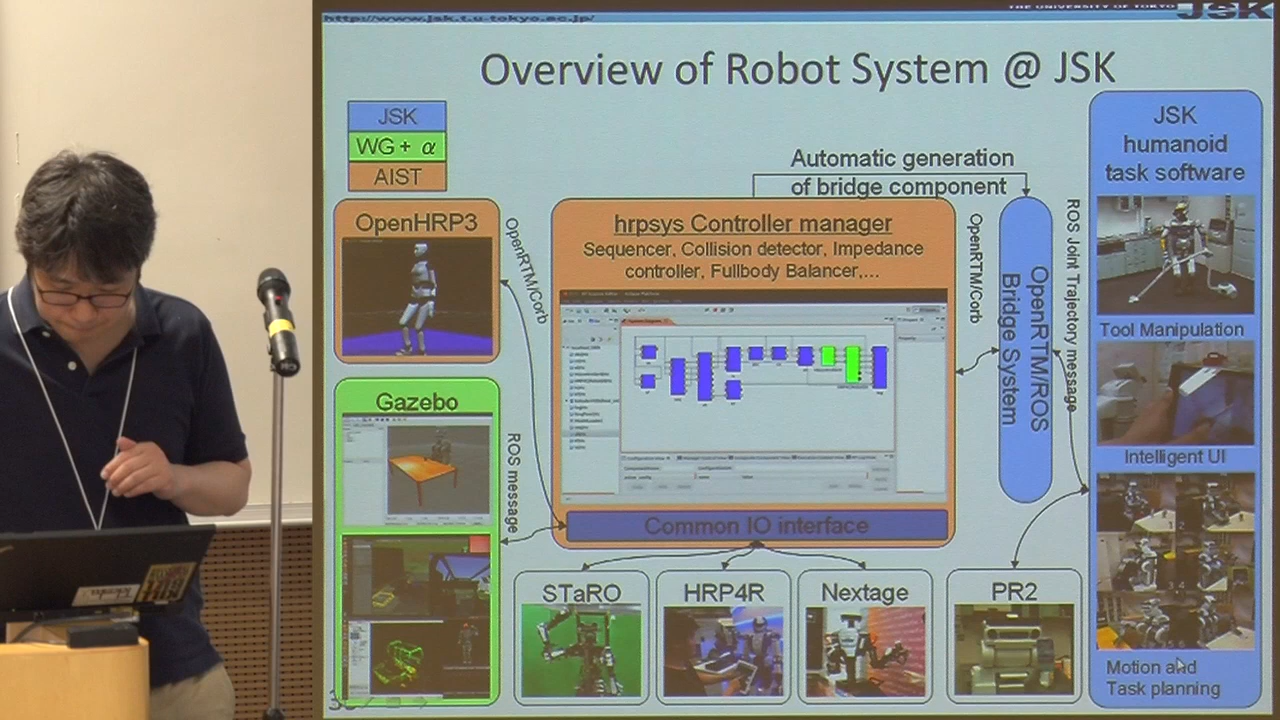 http://www.jsk.t.u-tokyo.ac.jp/
THE UNIVERSITY OF TOKYO
JSK
Overview of Robot System @ JSK
JSK
WG + α
AIST
Automatic generation
of bridge component
OpenHRP3
OpenRTM/Corb
hrpsys Controller manager
Sequencer, Collision detector, Impedance
controller, Fullbody Balancer,...
OpenRTM/Corb
OpenRTM/ROS
Bridge System
ROS Joint Trajectory message
JSK
humanoid
task software
Tool Manipulation
Intelligent UI
Motion and
Task planning
Gazebo
ROS message
Common IO interface
STaRO
HRP4R
Nextage
PR2